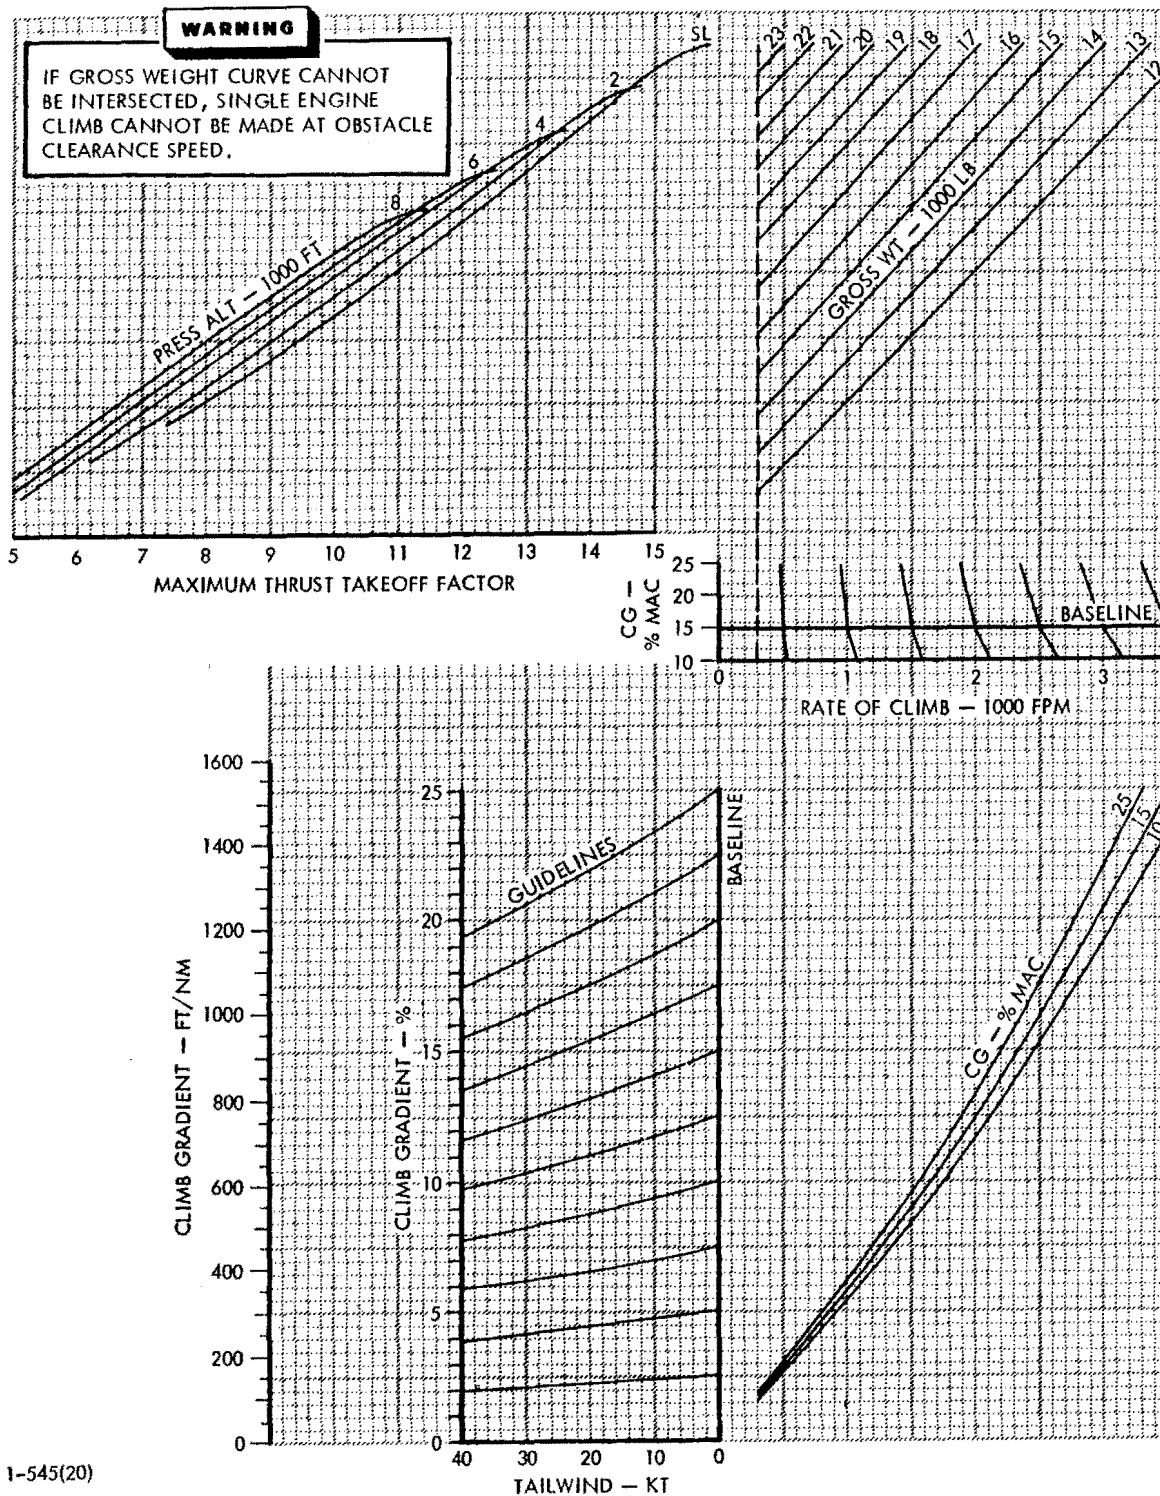 WARNING
IF GROSS WEIGHT CURVE CANNOT
BE INTERSECTED, SINGLE ENGINE
CLIMB CANNOT BE MADE AT OBSTACLE
CLEARANCE SPEED.
SL
2
4
6
8
PRESS ALT — 1000 FT
5 6 7 8 9 10 11 12 13 14 15
MAXIMUM THRUST TAKEOFF FACTOR
23 22 21 20 19 18 17 16 15 14 13 12
GROSS WT — 1000 LB
CG —
% MAC
25
20
15
10
BASELINE
0 1 2 3
RATE OF CLIMB — 1000 FPM
1600
1400
1200
1000
800
600
400
200
0
CLIMB GRADIENT — FT/NM
25
20
15
10
5
0
CLIMB GRADIENT — %
GUIDELINES
BASELINE
40 30 20 10 0
TAILWIND — KT
25 15 10
CG — % MAC
1-545(20)